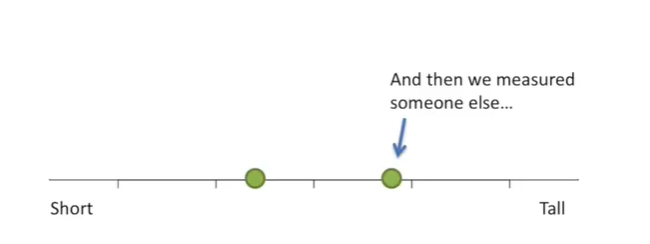 And then we measured
someone else...
Short
Tall